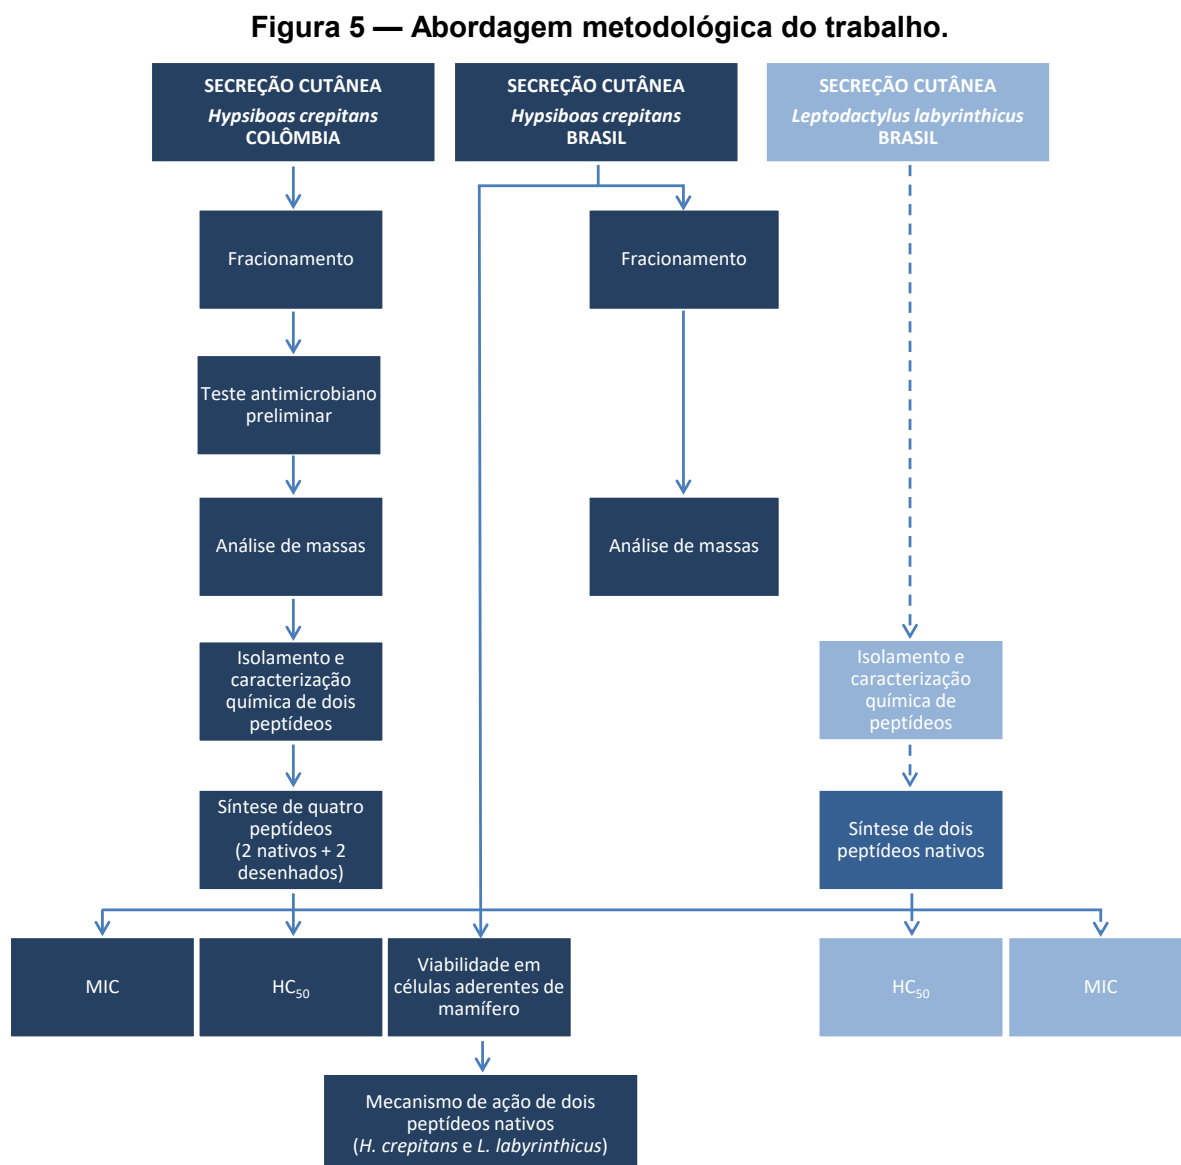 Figura 5 — Abordagem metodológica do trabalho.
SECREÇÃO CUTÂNEA
Hypsiboas crepitans
COLÔMBIA
SECREÇÃO CUTÂNEA
Hypsiboas crepitans
BRASIL
SECREÇÃO CUTÂNEA
Leptodactylus labyrinthicus
BRASIL
Fracionamento
Fracionamento
Teste antimicrobiano
preliminar
Análise de massas
Análise de massas
Isolamento e
caracterização
química de dois
peptídeos
Isolamento e
caracterização
química de
peptídeos
Síntese de quatro
peptídeos
(2 nativos + 2
desenhados)
Síntese de dois
peptídeos nativos
MIC
HC50
Viabilidade em
células aderentes de
mamífero
HC50
MIC
Mecanismo de ação de dois
peptídeos nativos
(H. crepitans e L. labyrinthicus)